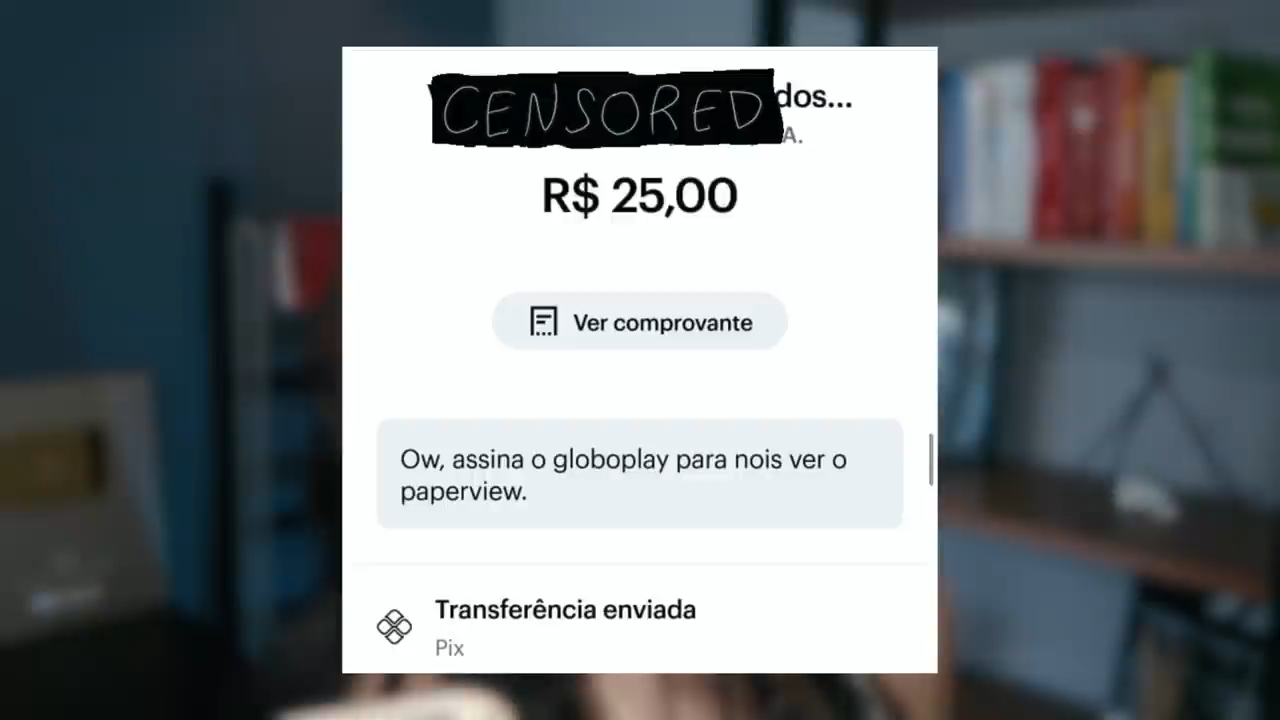 CENSORED dos...
A.
R$ 25,00
Ver comprovante
Ow, assina o globoplay para nois ver o
paperview.
Transferência enviada
Pix